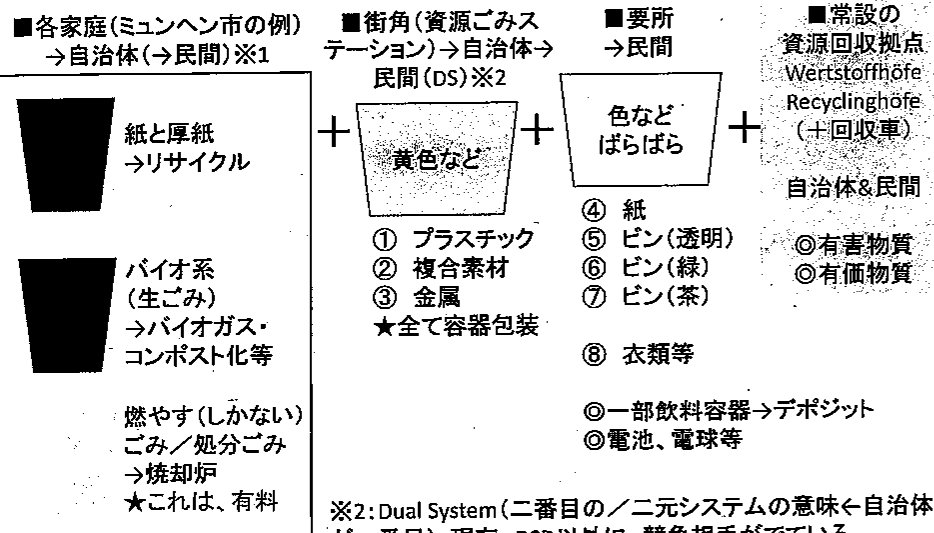 ■各家庭(ミュンヘン市の例)
→自治体(→民間)※1
紙と厚紙
→リサイクル
バイオ系
(生ごみ)
→バイオガス・
コンポスト化等
燃やす(しかない)
ごみ/処分ごみ
→焼却炉
★これは、有料
■街角(資源ごみス
テーション)→自治体→
民間(DS)※2
+
黄色など
① プラスチック
② 複合素材
③ 金属
★全て容器包装
+
■要所
→民間
色など
ばらばら
④ 紙
⑤ ビン(透明)
⑥ ビン(緑)
⑦ ビン(茶)
⑧ 衣類等
◎一部飲料容器→デポジット
◎電池、電球等
+
■常設の
資源回収拠点
Wertstoffhöfe
Recyclinghöfe
(+回収車)
自治体&民間
◎有害物質
◎有価物質
※2:Dual System(二番目の/二元システムの意味←自治体